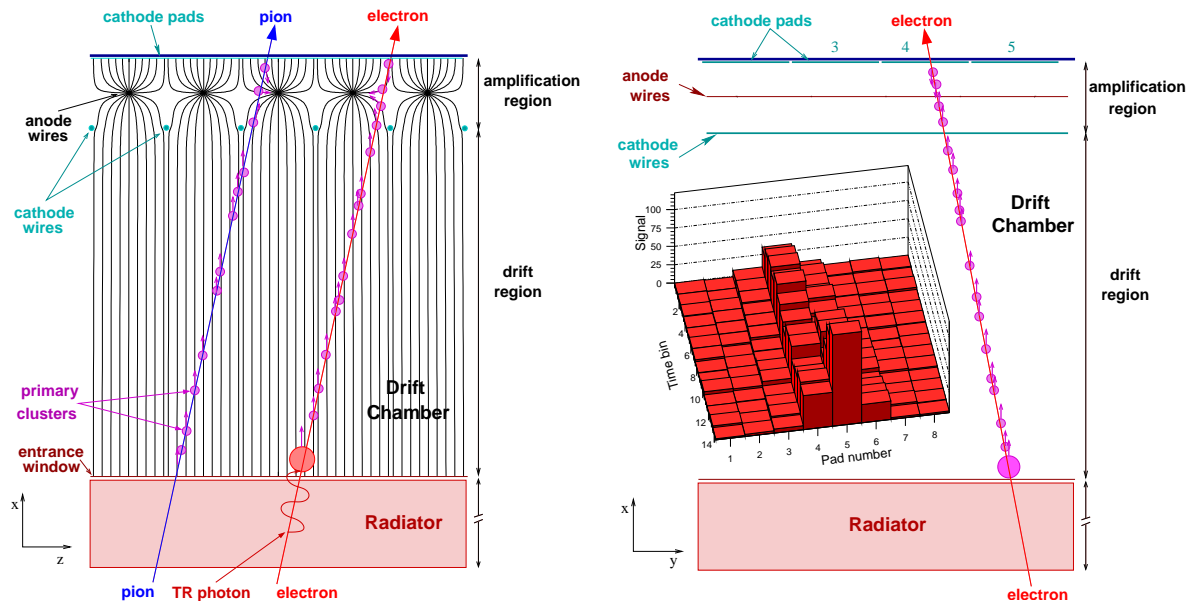 cathode pads
pion
electron
amplification
region
anode
wires
cathode
wires
drift
region
primary
clusters
Drift
Chamber
entrance
window
Radiator
x
z
pion
TR photon
electron
electron
cathode pads
3
4
5
anode
wires
amplification
region
cathode
wires
Drift
Chamber
drift
region
Signal
100
75
50
25
0
Time bin
2
4
6
8
10
12
14
1
2
3
4
5
6
7
8
Pad number
Radiator
x
y
electron